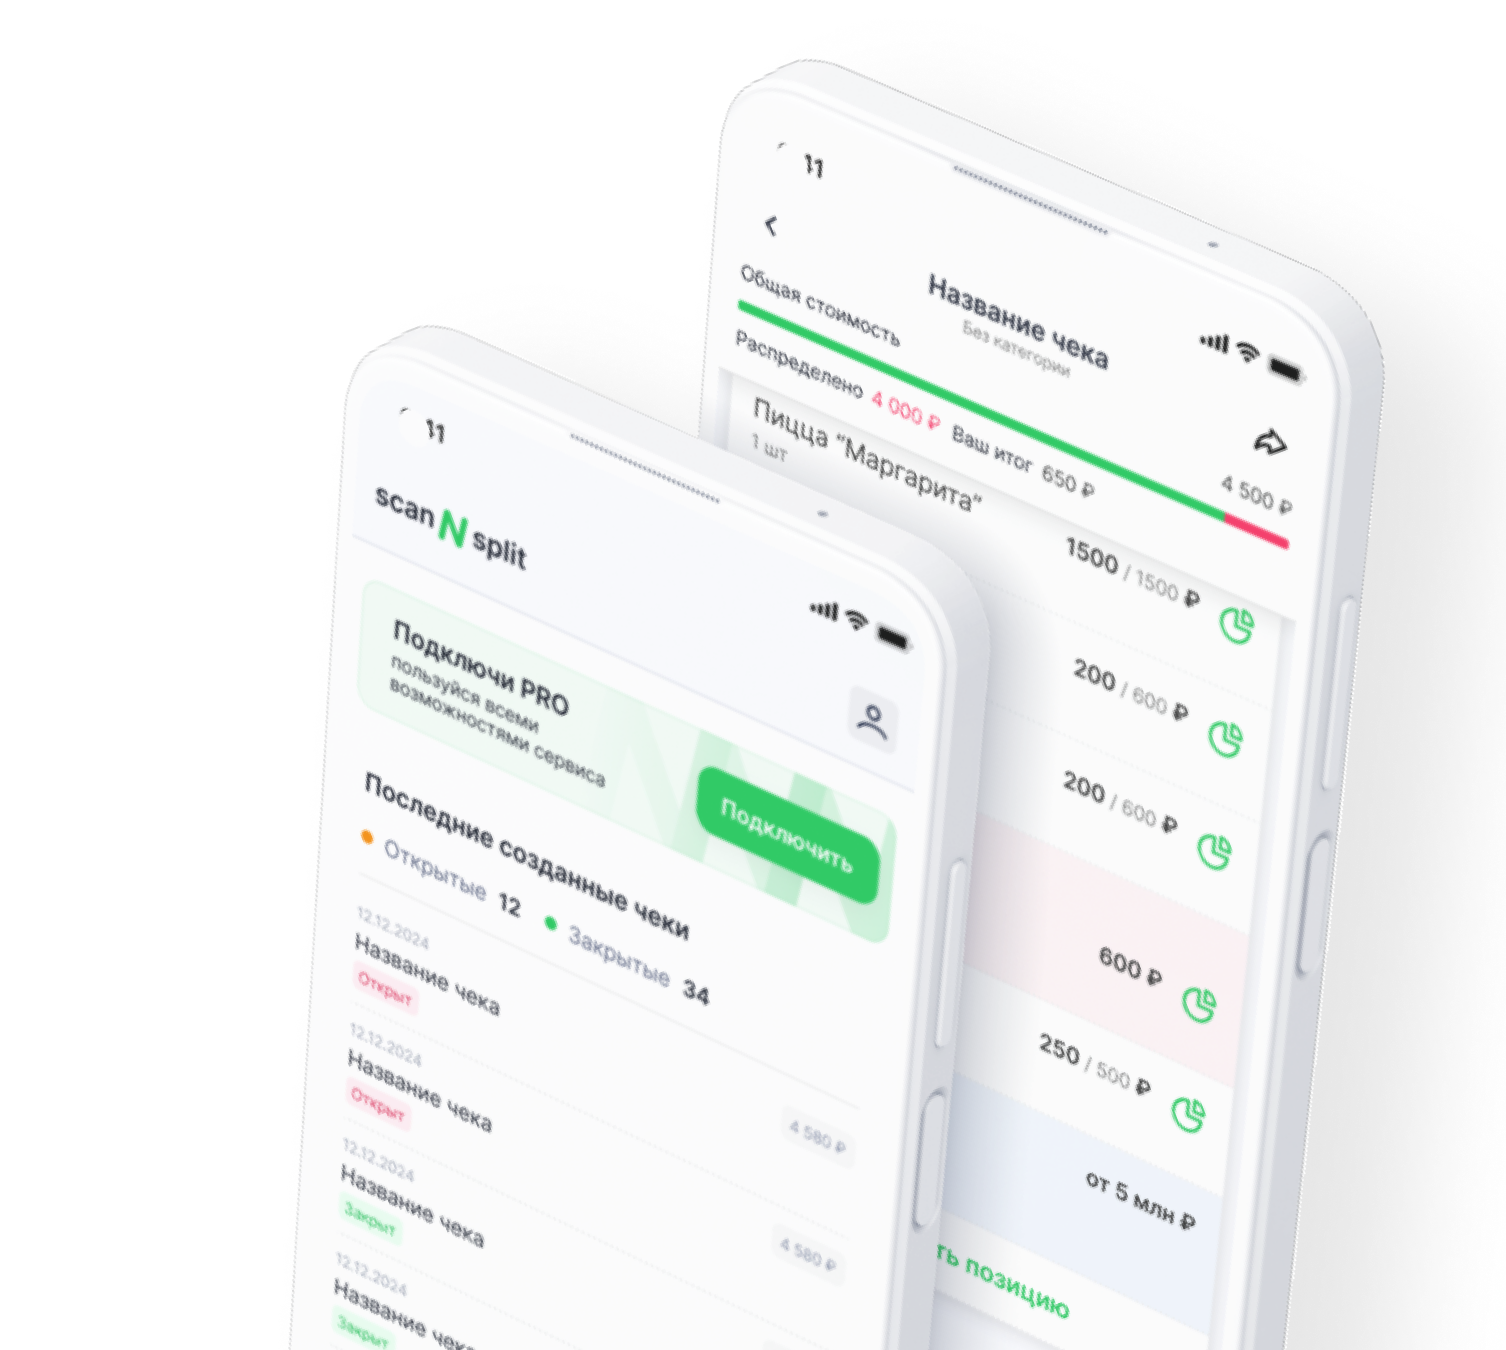 11
scan N split
Подключи PRO
пользуйся всеми
возможностями сервиса
Подключить
Последние созданные чеки
Открытые 12 Закрытые 34
12.12.2024
Название чека
Открыт
4 580 ₽
12.12.2024
Название чека
Открыт
4 580 ₽
12.12.2024
Название чека
Закрыт
12.12.2024
Название чека
Закрыт
11
Название чека
Без категории
Общая стоимость
4 500 ₽
Распределено 4 000 ₽ Ваш итог 650 ₽
Пицца “Маргарита”
1 шт
1500 / 1500 ₽
200 / 600 ₽
200 / 600 ₽
600 ₽
250 / 500 ₽
от 5 млн ₽
ть позицию